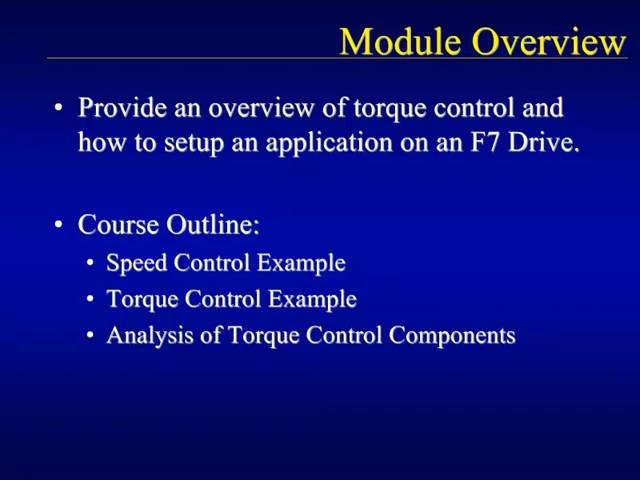 Module Overview
• Provide an overview of torque control and
how to setup an application on an F7 Drive.
• Course Outline:
• Speed Control Example
• Torque Control Example
• Analysis of Torque Control Components